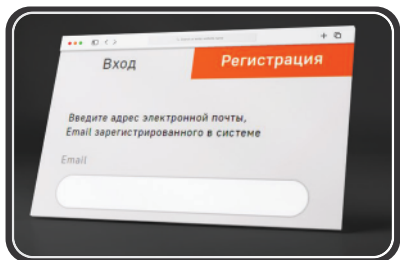 Вход
Регистрация
Введите адрес электронной почты,
Email зарегистрированного в системе
Email